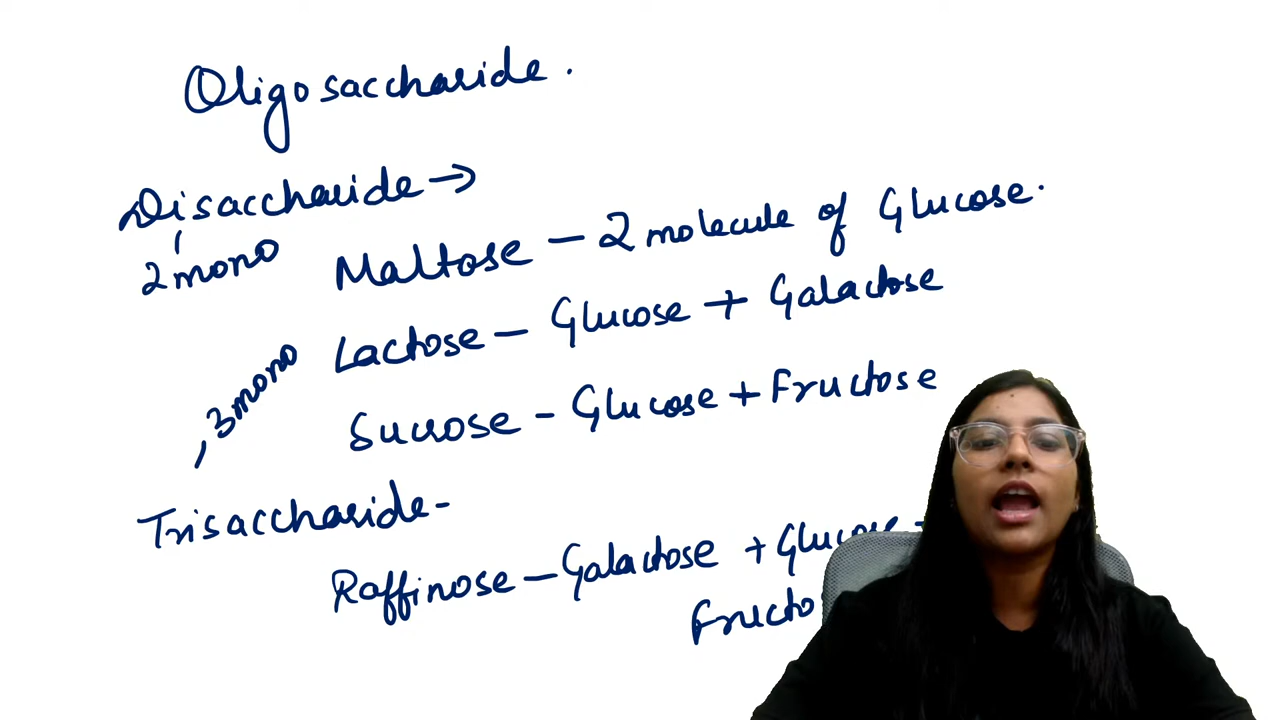 Oligosaccharide.
Disaccharide →
2 mono
Maltose – 2 molecule of Glucose.
Lactose – Glucose + Galactose
3 mono
Sucrose - Glucose + Fructose
Trisaccharide -
Raffinose – Galactose + Glucose +
Fructo